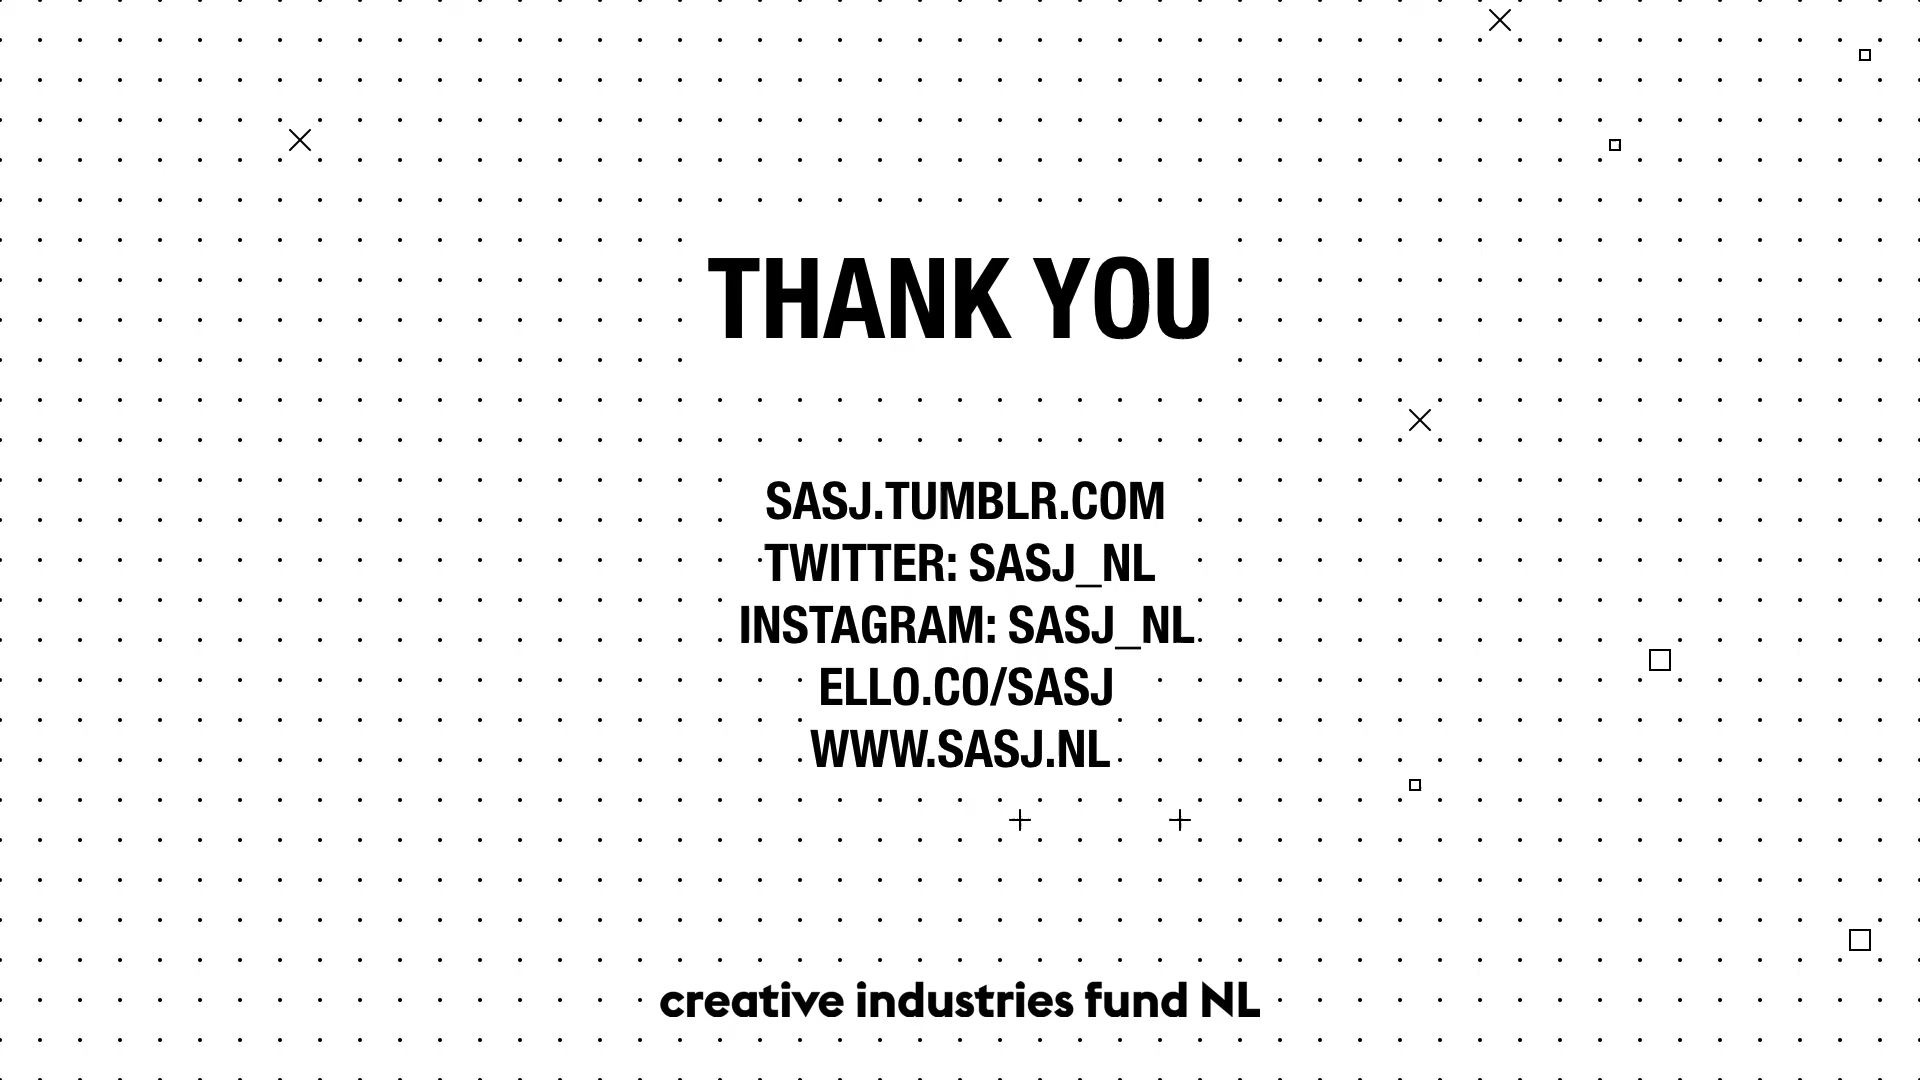 THANK YOU
SASJ.TUMBLR.COM
TWITTER: SASJ_NL
INSTAGRAM: SASJ_NL
ELLO.CO/SASJ
WWW.SASJ.NL
creative industries fund NL